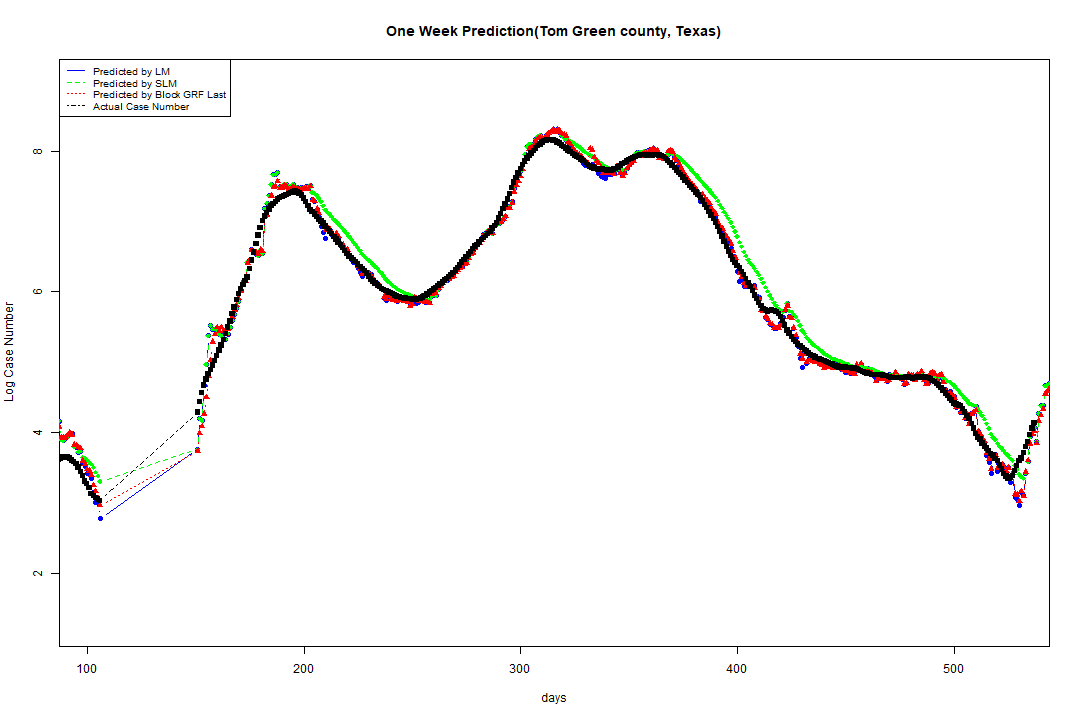 One Week Prediction(Tom Green county, Texas)
Predicted by LM
Predicted by SLM
Predicted by Block GRF Last
Actual Case Number
Log Case Number
8
6
4
2
100 200 300 400 500
days